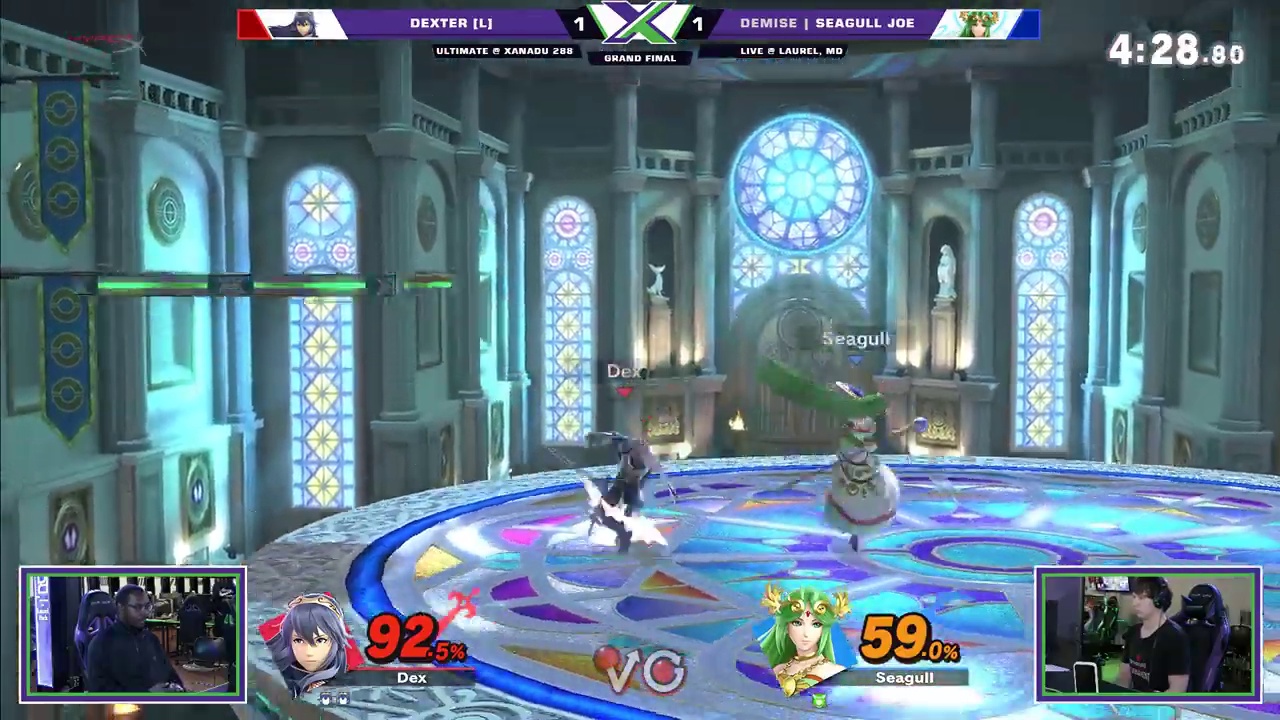 DEXTER [L] 1 1 DEMISE | SEAGULL JOE
ULTIMATE @ XANADU 288 LIVE @ LAUREL, MD
GRAND FINAL
4:28.80
Seagull
Dex
92.5%
59.0%
Dex
Seagull